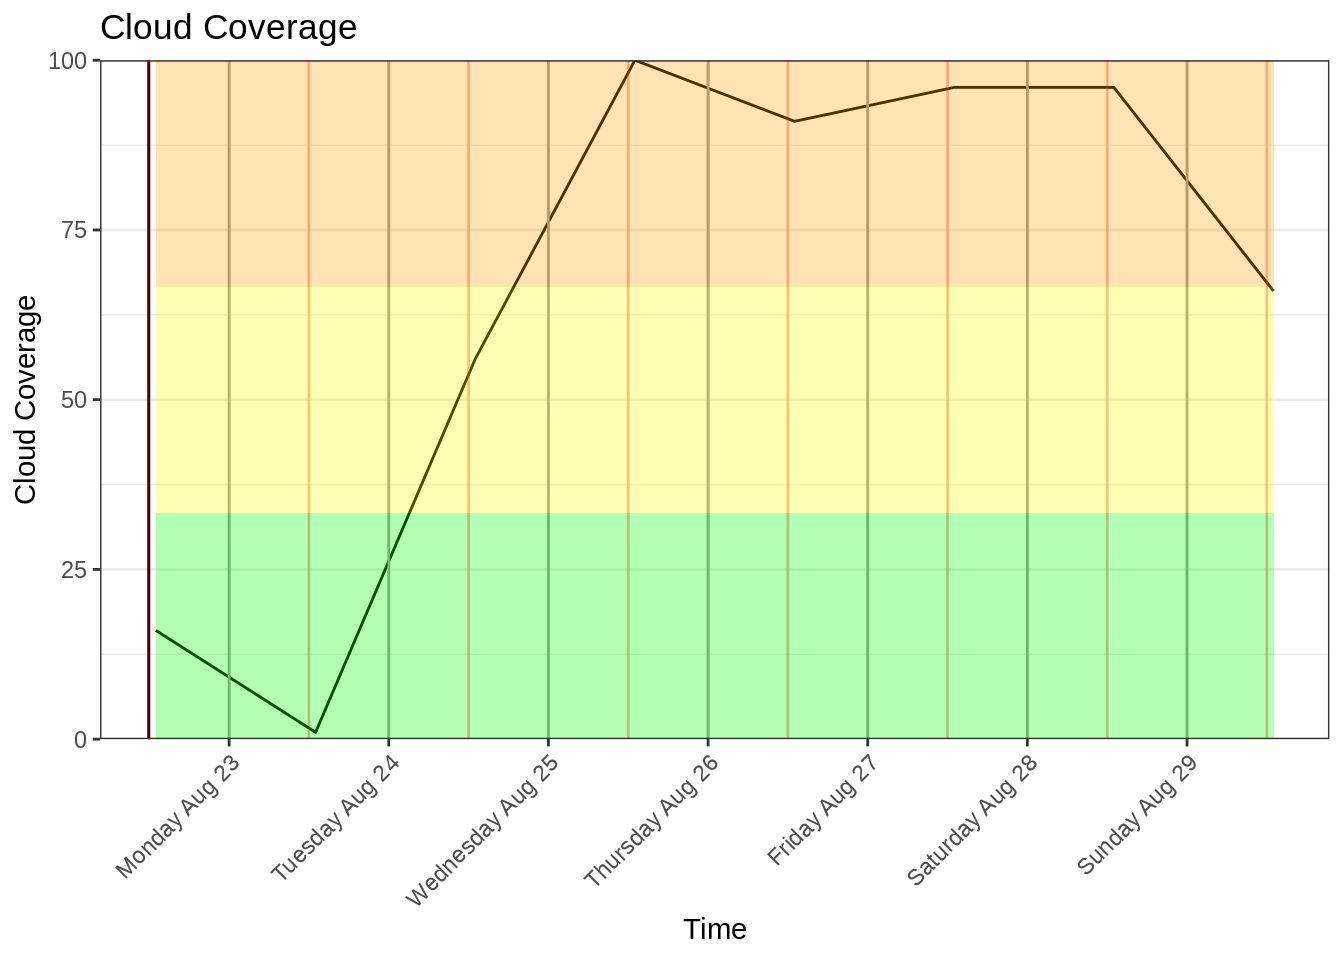 Cloud Coverage
Cloud Coverage
100
75
50
25
0
Monday Aug 23
Tuesday Aug 24
Wednesday Aug 25
Thursday Aug 26
Friday Aug 27
Saturday Aug 28
Sunday Aug 29
Time